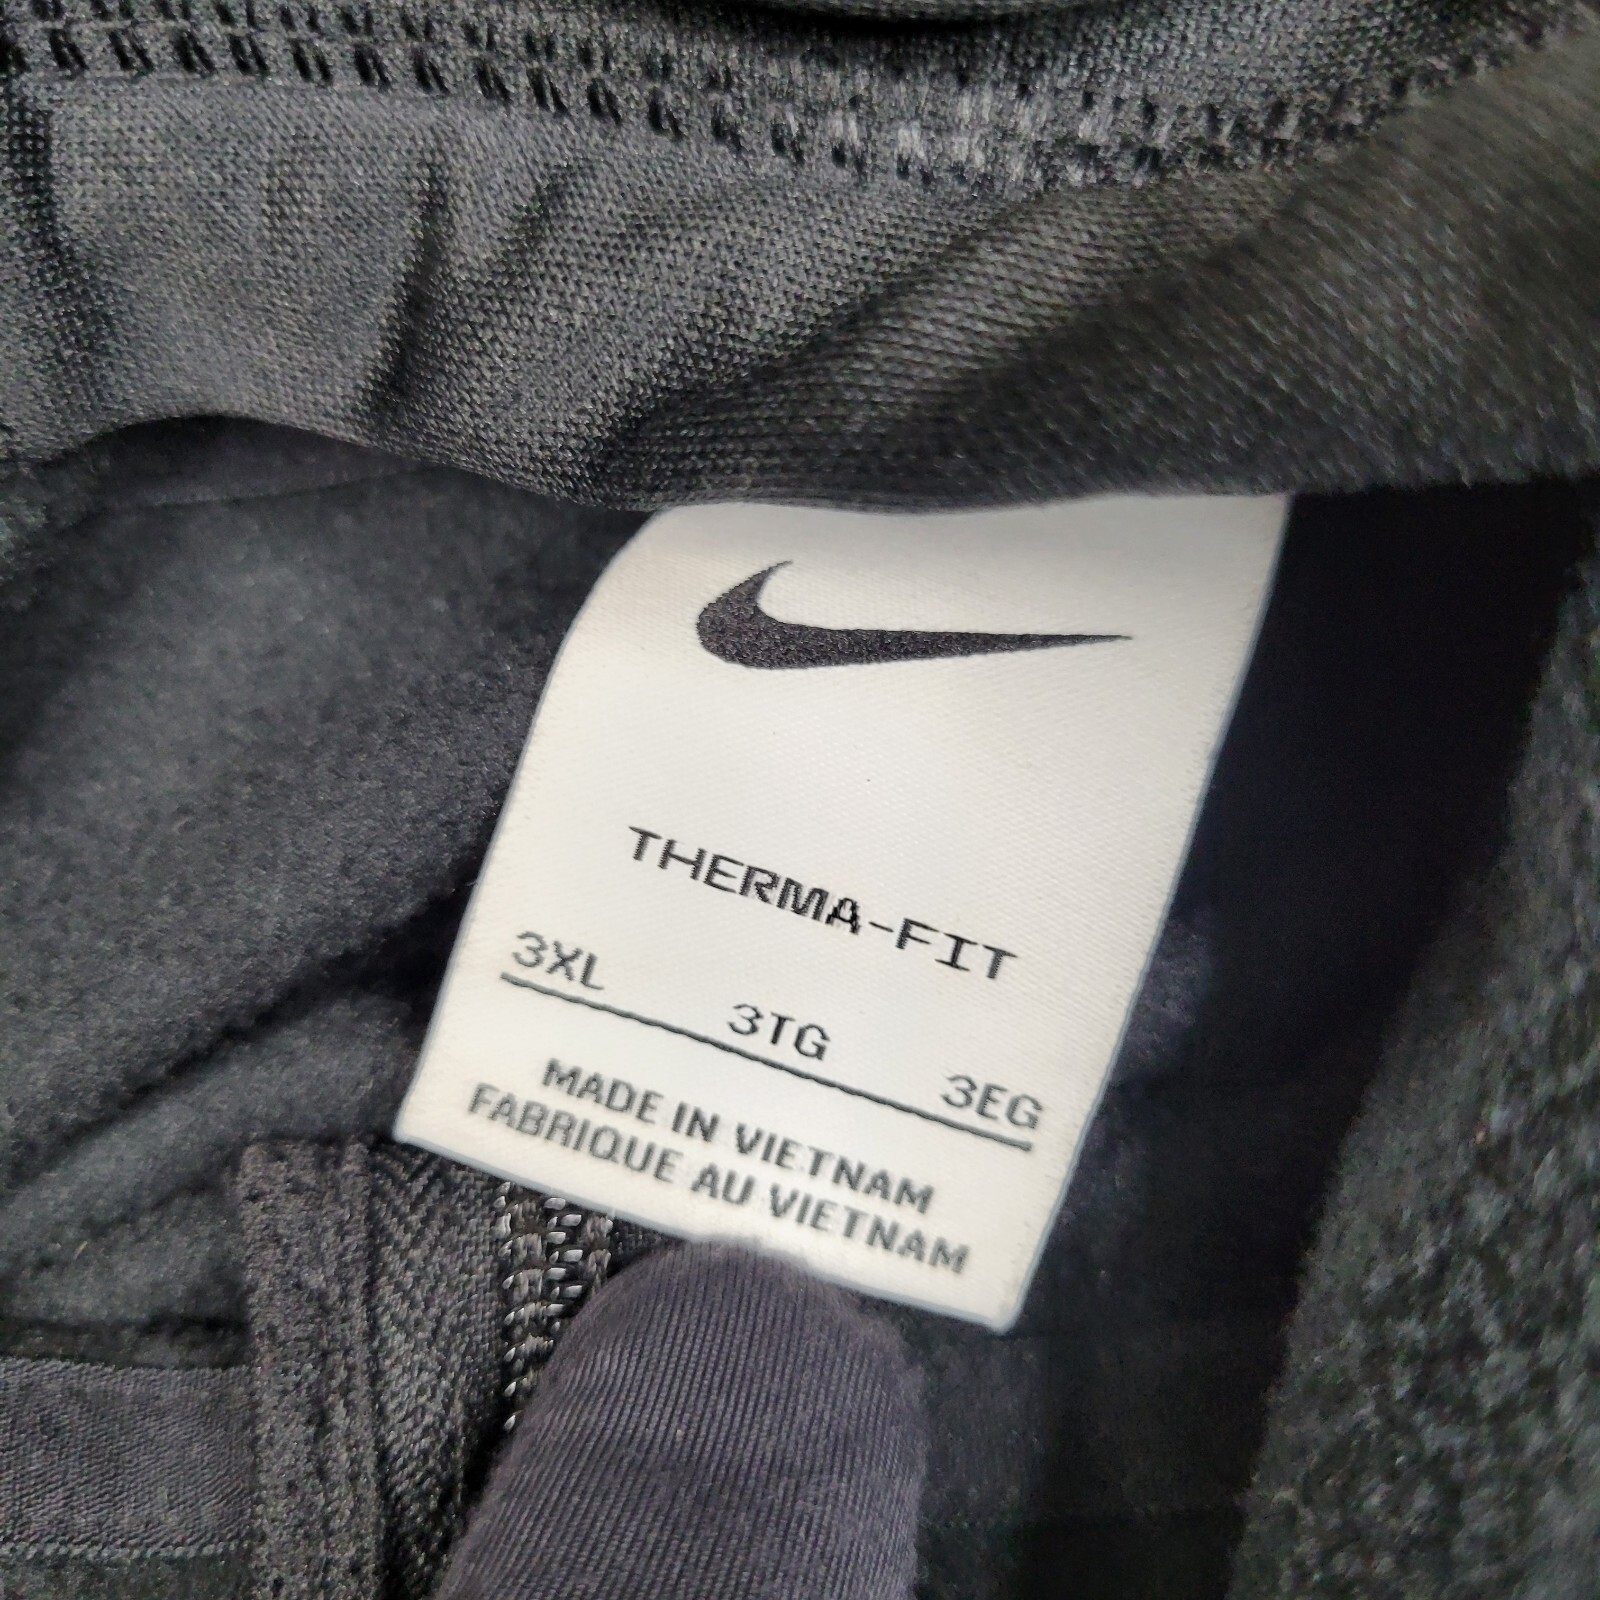 THERMA-FIT
3XL 3TG 3EG
MADE IN VIETNAM
FABRIQUE AU VIETNAM